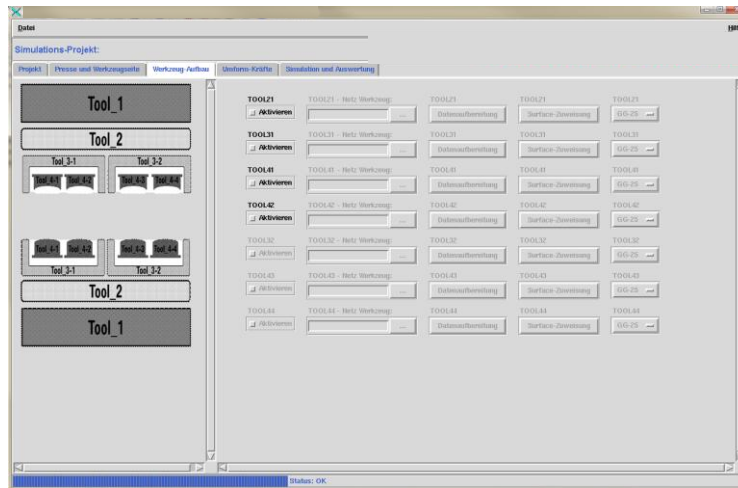 Datei
Simulations-Projekt:
Projekt Presse und Werkzeugseite Werkzeug-Aufbau Umform-Kräfte Simulation und Auswertung
Tool_1
Tool_2
Tool_3-1 Tool_3-2
Tool_4-1 Tool_4-2 Tool_4-3 Tool_4-4
Tool_4-1 Tool_4-2 Tool_4-3 Tool_4-4
Tool_3-1 Tool_3-2
Tool_2
Tool_1
TOOL21 TOOL21 - Netz Werkzeug: TOOL21 TOOL21 TOOL21
Aktivieren ... Datenaufbereitung Surface-Zuweisung GG-25
TOOL31 TOOL31 - Netz Werkzeug: TOOL31 TOOL31 TOOL31
Aktivieren ... Datenaufbereitung Surface-Zuweisung GG-25
TOOL41 TOOL41 - Netz Werkzeug: TOOL41 TOOL41 TOOL41
Aktivieren ... Datenaufbereitung Surface-Zuweisung GG-25
TOOL42 TOOL42 - Netz Werkzeug: TOOL42 TOOL42 TOOL42
Aktivieren ... Datenaufbereitung Surface-Zuweisung GG-25
TOOL32 TOOL32 - Netz Werkzeug: TOOL32 TOOL32 TOOL32
Aktivieren ... Datenaufbereitung Surface-Zuweisung GG-25
TOOL43 TOOL43 - Netz Werkzeug: TOOL43 TOOL43 TOOL43
Aktivieren ... Datenaufbereitung Surface-Zuweisung GG-25
TOOL44 TOOL44 - Netz Werkzeug: TOOL44 TOOL44 TOOL44
Aktivieren ... Datenaufbereitung Surface-Zuweisung GG-25
Status: OK